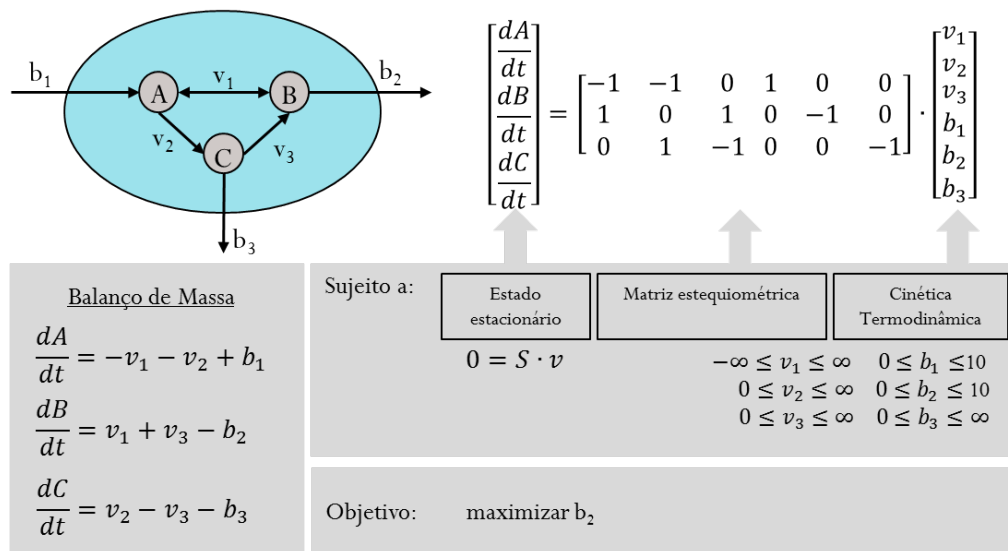 b₁
A
v₁
B
b₂
v₂
C
v₃
b₃
[dA/dt dB/dt dC/dt] = [−1 −1 0 1 0 0
1 0 1 0 −1 0
0 1 −1 0 0 −1] · [v₁ v₂ v₃ b₁ b₂ b₃]
Balanço de Massa
dA/dt = −v₁ − v₂ + b₁
dB/dt = v₁ + v₃ − b₂
dC/dt = v₂ − v₃ − b₃
Sujeito a:
Estado
estacionário
Matriz estequiométrica
Cinética
Termodinâmica
0 = S · v
−∞ ≤ v₁ ≤ ∞ 0 ≤ b₁ ≤10
0 ≤ v₂ ≤ ∞ 0 ≤ b₂ ≤ 10
0 ≤ v₃ ≤ ∞ 0 ≤ b₃ ≤ ∞
Objetivo: maximizar b₂